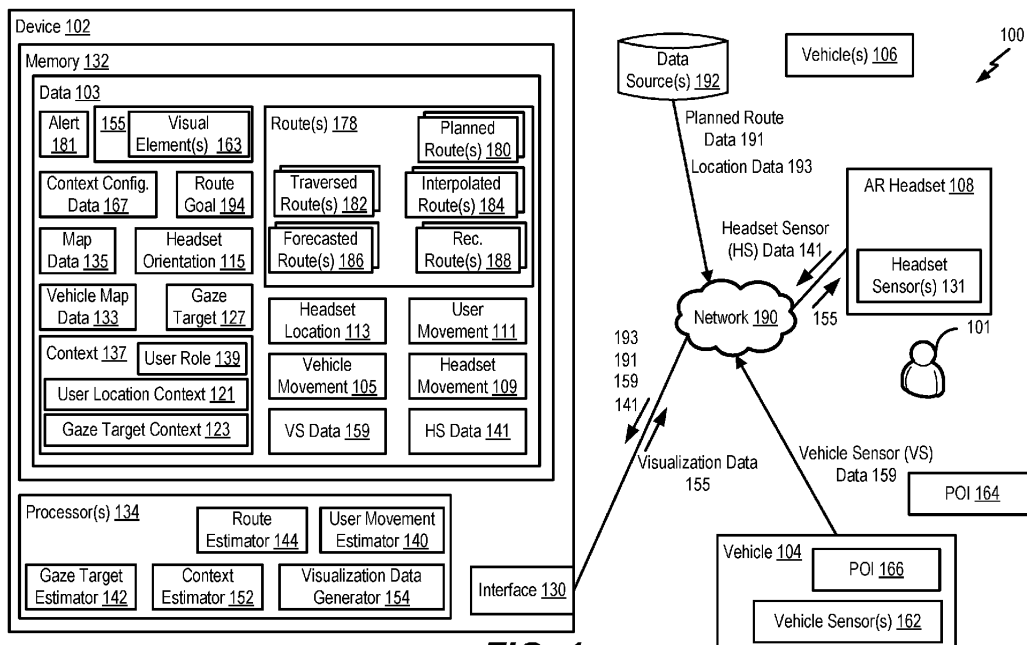 Device 102
Memory 132
Data 103
Alert
181
155
Visual
Element(s) 163
Route(s) 178
Planned
Route(s) 180
Context Config.
Data 167
Route
Goal 194
Traversed
Route(s) 182
Interpolated
Route(s) 184
Map
Data 135
Headset
Orientation 115
Forecasted
Route(s) 186
Rec.
Route(s) 188
Vehicle Map
Data 133
Gaze
Target 127
Headset
Location 113
User
Movement 111
Context 137
User Role 139
User Location Context 121
Gaze Target Context 123
Vehicle
Movement 105
Headset
Movement 109
VS Data 159
HS Data 141
Processor(s) 134
Route
Estimator 144
User Movement
Estimator 140
Gaze Target
Estimator 142
Context
Estimator 152
Visualization Data
Generator 154
Interface 130
Data
Source(s) 192
Vehicle(s) 106
100
Planned Route
Data 191
Location Data 193
AR Headset 108
Headset Sensor
(HS) Data 141
Headset
Sensor(s) 131
155
Network 190
101
193
191
159
141
Visualization Data
155
Vehicle Sensor (VS)
Data 159
POI 164
Vehicle 104
POI 166
Vehicle Sensor(s) 162